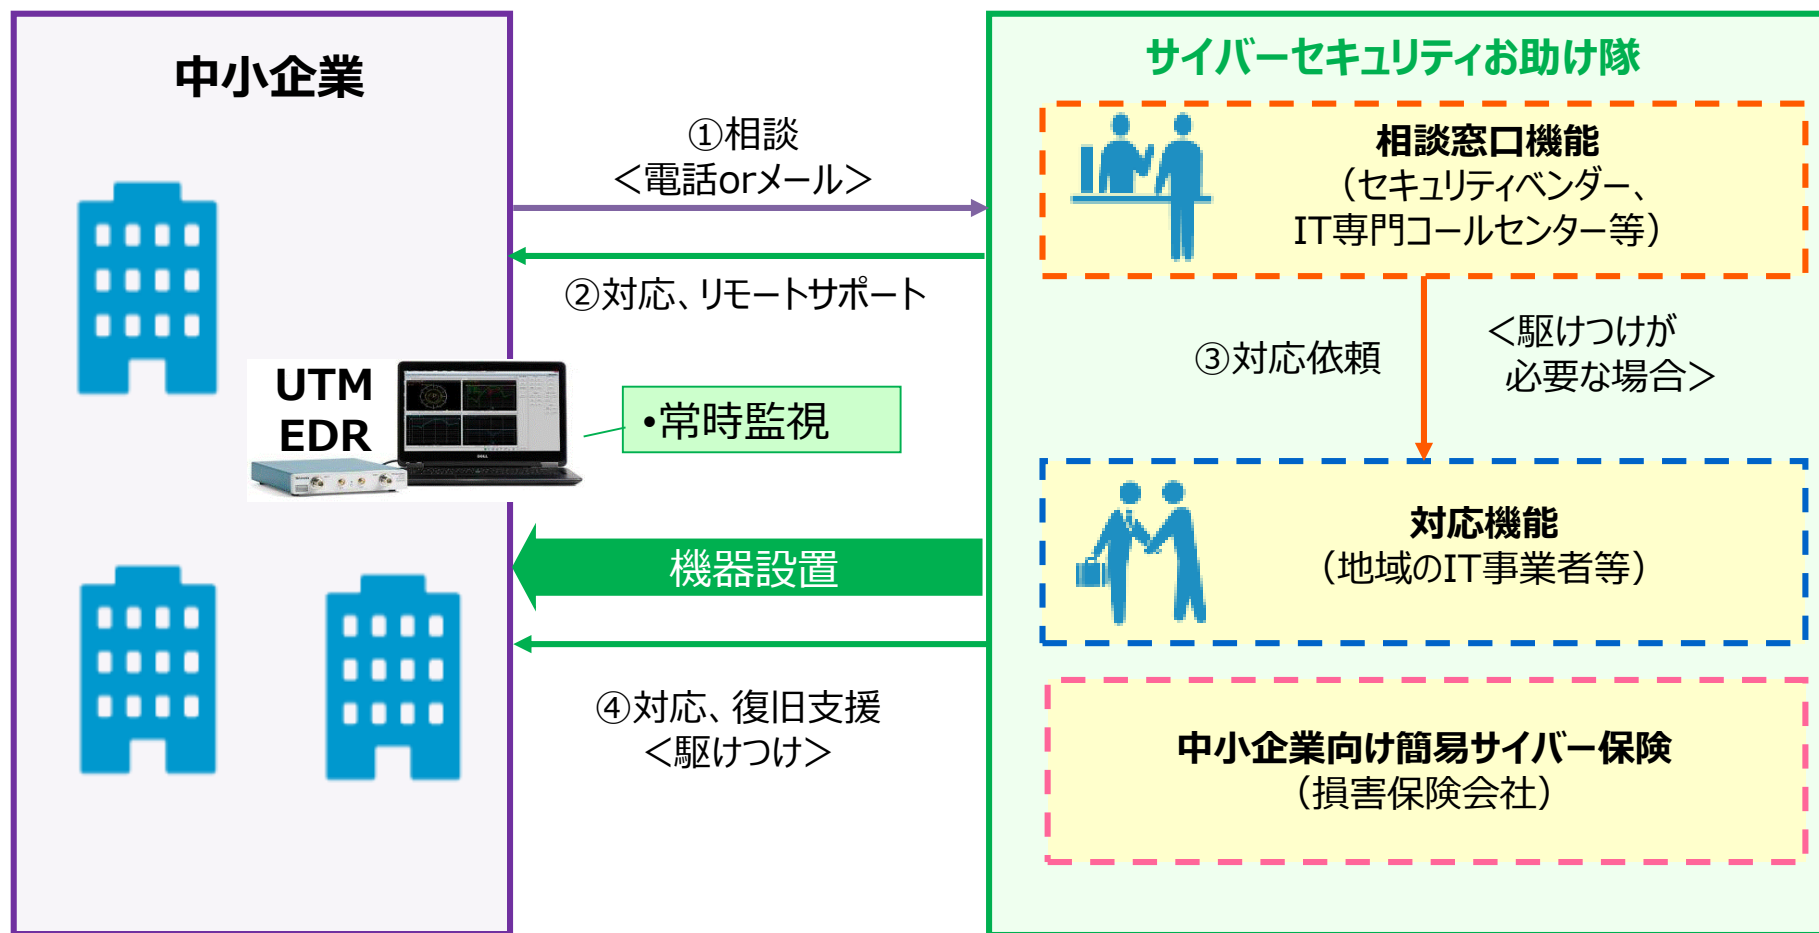 中小企業
UTM
EDR
•常時監視
①相談
＜電話orメール＞
②対応、リモートサポート
機器設置
④対応、復旧支援
＜駆けつけ＞
サイバーセキュリティお助け隊
相談窓口機能
（セキュリティベンダー、
IT専門コールセンター等）
③対応依頼
＜駆けつけが
必要な場合＞
対応機能
（地域のIT事業者等）
中小企業向け簡易サイバー保険
（損害保険会社）
DELL